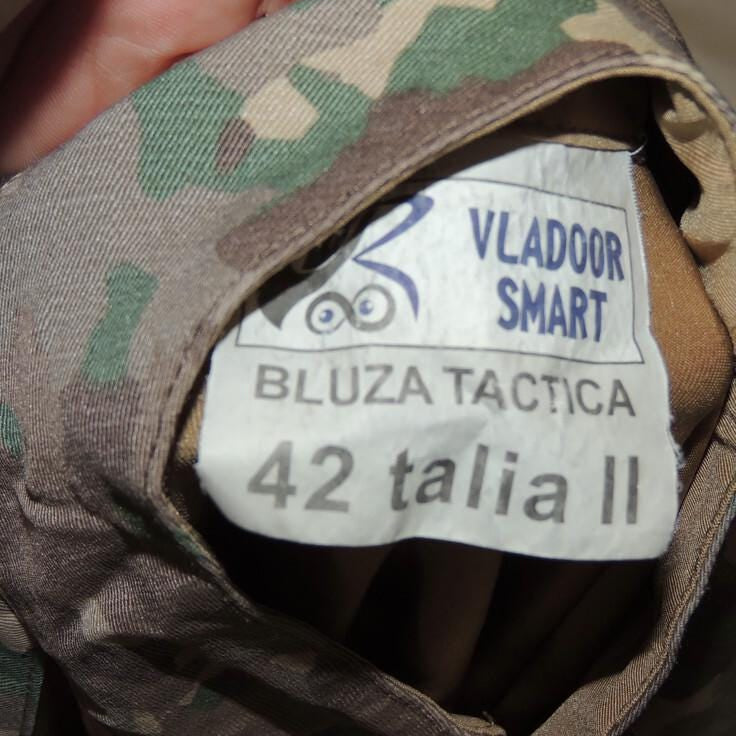 VLADOOR
SMART
BLUZA TACTICA
42 talia II